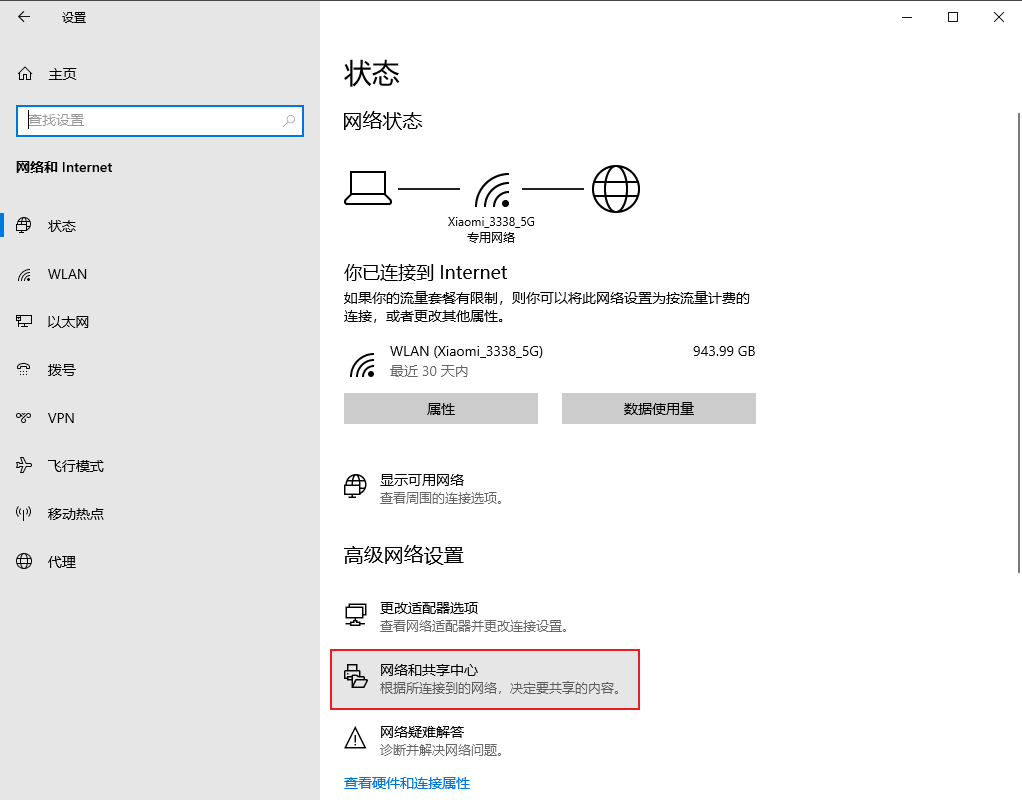 设置
主页
查找设置
网络和 Internet
状态
WLAN
以太网
拨号
VPN
飞行模式
移动热点
代理
状态
网络状态
Xiaomi_3338_5G
专用网络
你已连接到 Internet
如果你的流量套餐有限制，则你可以将此网络设置为按流量计费的
连接，或者更改其他属性。
WLAN (Xiaomi_3338_5G) 943.99 GB
最近 30 天内
属性 数据使用量
显示可用网络
查看周围的连接选项。
高级网络设置
更改适配器选项
查看网络适配器并更改连接设置。
网络和共享中心
根据所连接到的网络，决定要共享的内容。
网络疑难解答
诊断并解决网络问题。
查看硬件和连接属性